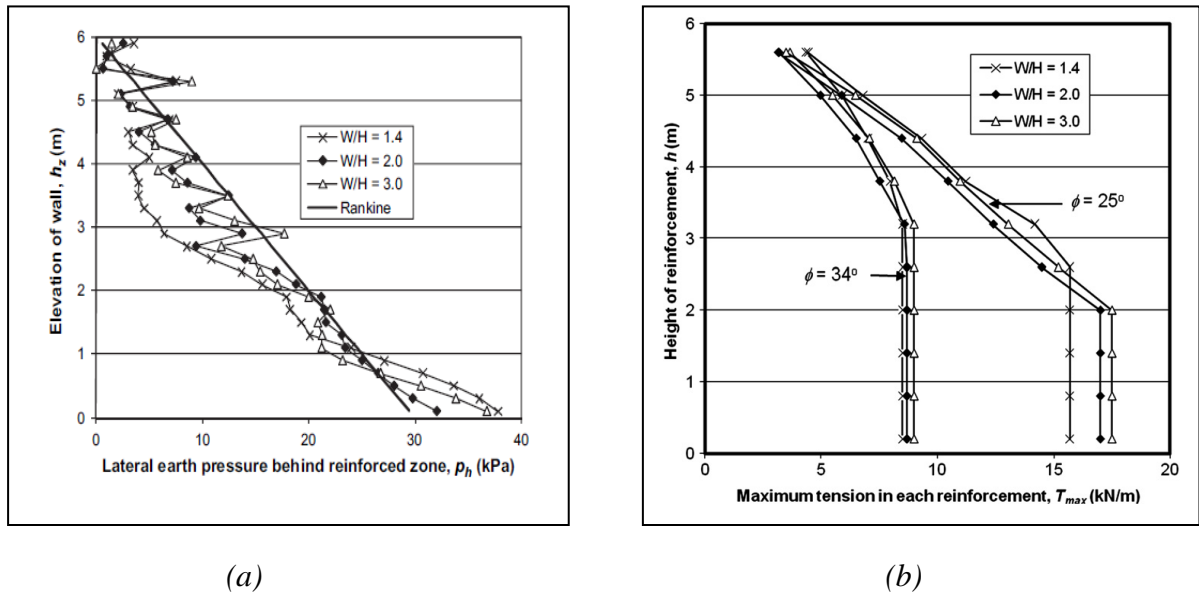 Elevation of wall, h_z (m)
6
5
4
3
2
1
0
W/H = 1.4
W/H = 2.0
W/H = 3.0
Rankine
0 10 20 30 40
Lateral earth pressure behind reinforced zone, p_h (kPa)
(a)
Height of reinforcement, h (m)
6
5
4
3
2
1
0
W/H = 1.4
W/H = 2.0
W/H = 3.0
ϕ = 25°
ϕ = 34°
0 5 10 15 20
Maximum tension in each reinforcement, T_max (kN/m)
(b)